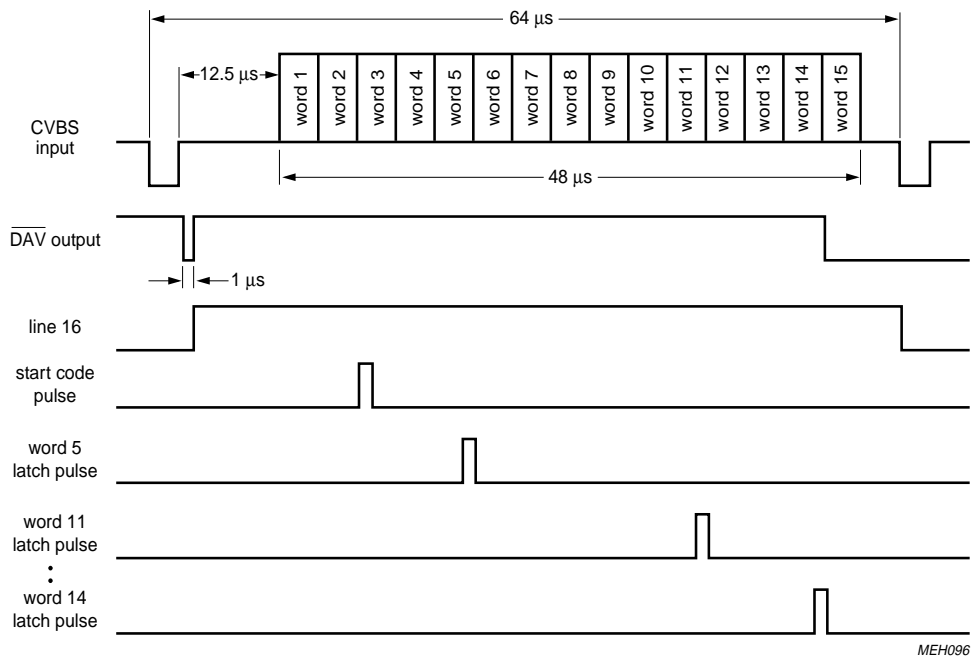 64 μs
12.5 μs
word 1
word 2
word 3
word 4
word 5
word 6
word 7
word 8
word 9
word 10
word 11
word 12
word 13
word 14
word 15
CVBS
input
48 μs
DAV output
1 μs
line 16
start code
pulse
word 5
latch pulse
word 11
latch pulse
word 14
latch pulse
MEH096